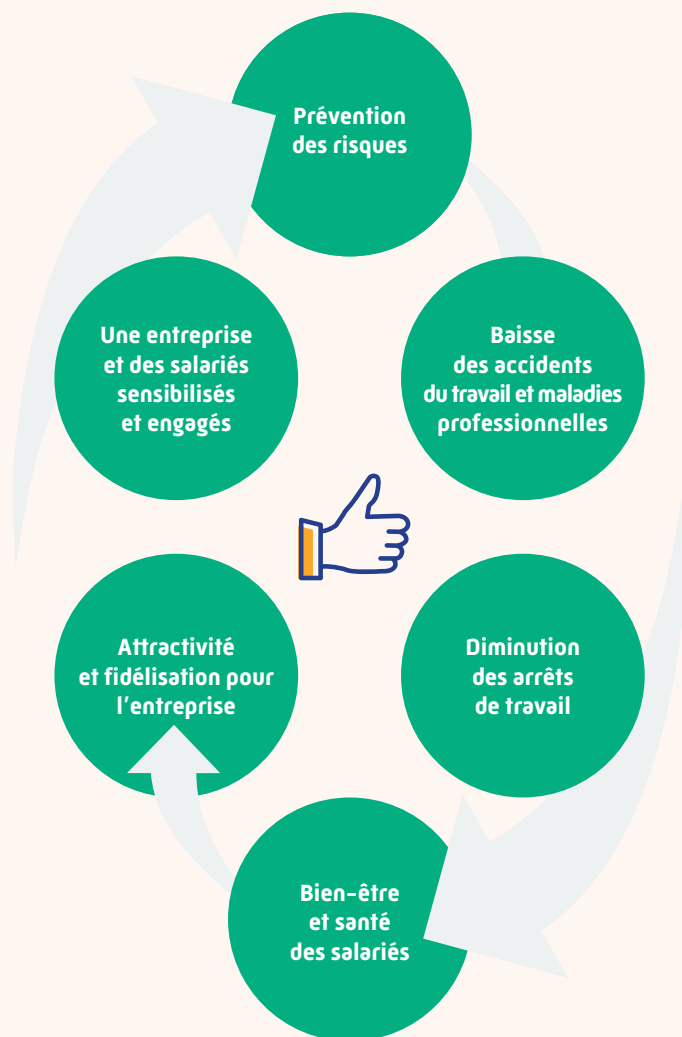 Prévention
des risques
Baisse
des accidents
du travail et maladies
professionnelles
Diminution
des arrêts
de travail
Bien-être
et santé
des salariés
Attractivité
et fidélisation pour
l'entreprise
Une entreprise
et des salariés
sensibilisés
et engagés